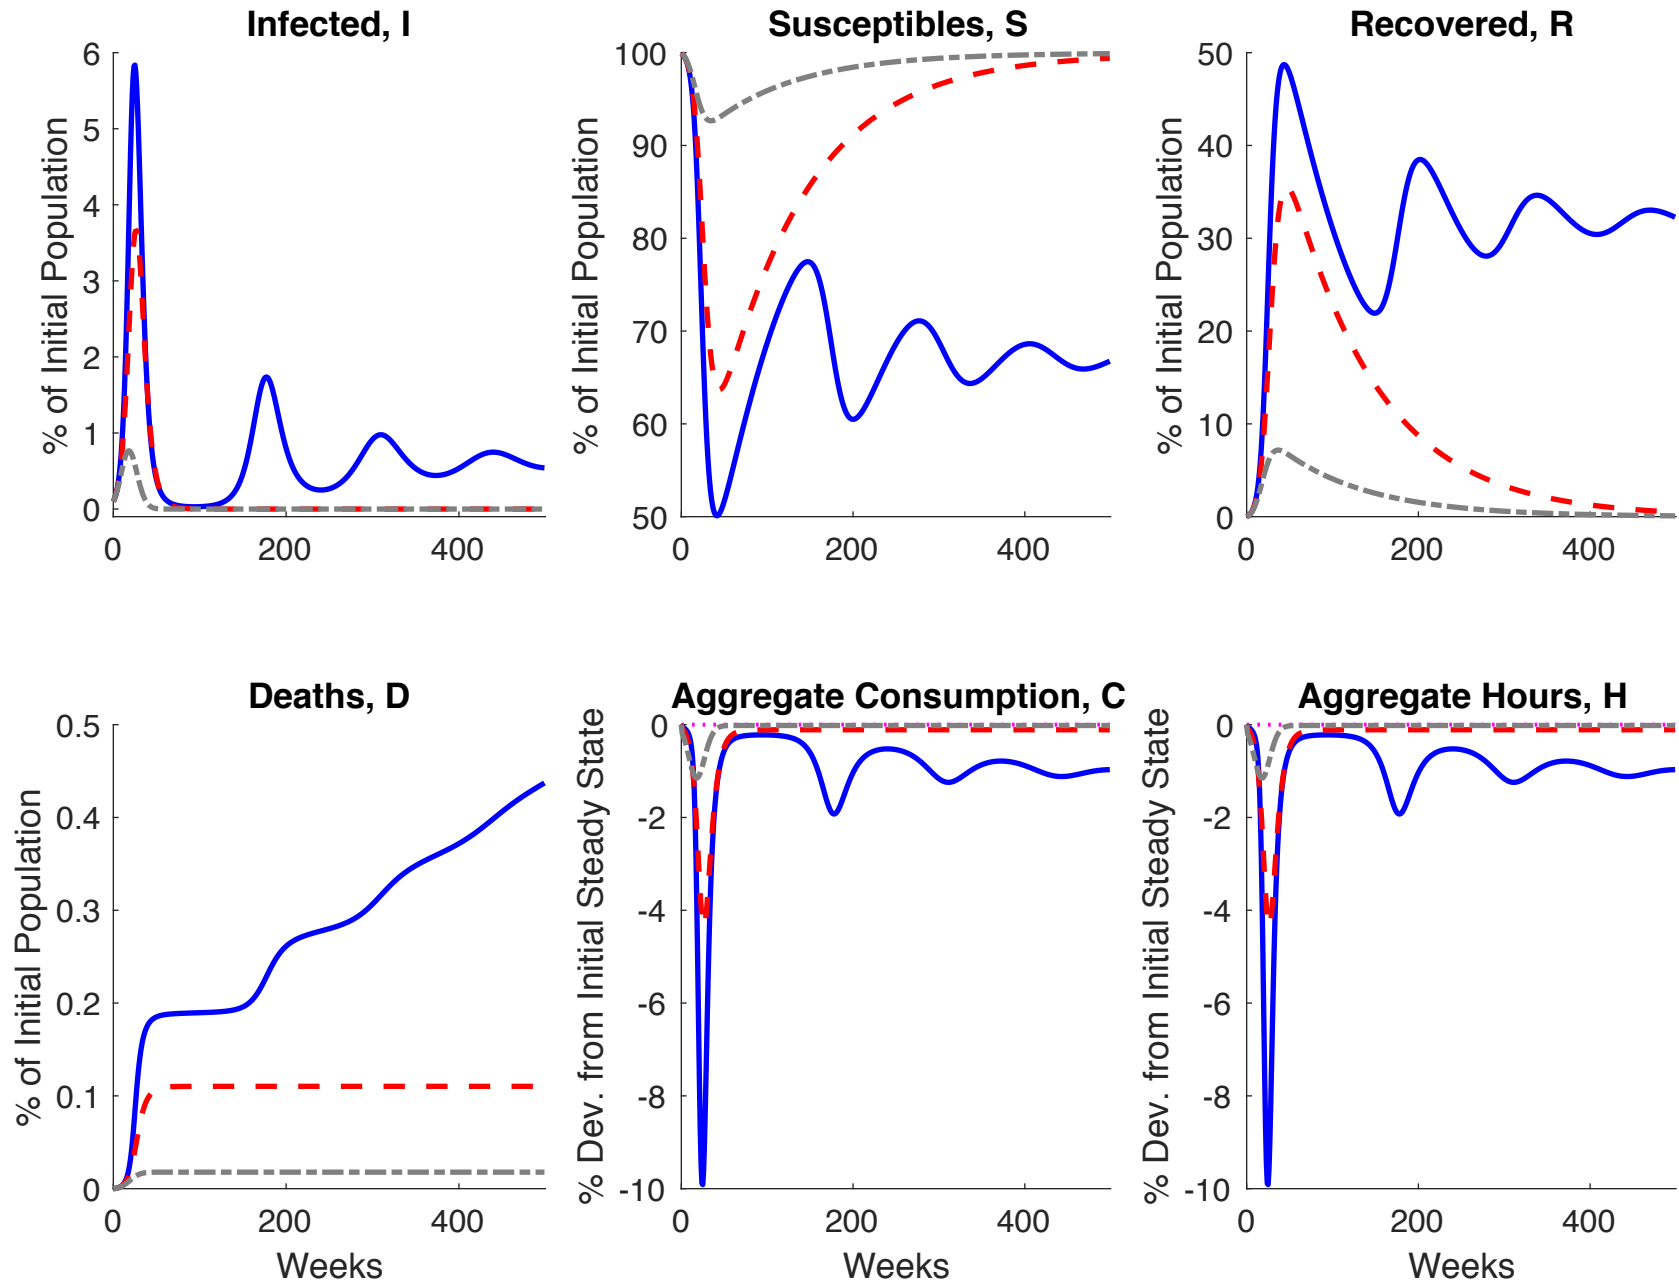 Infected, I
% of Initial Population
6
5
4
3
2
1
0
0 200 400
Susceptibles, S
% of Initial Population
100
90
80
70
60
50
0 200 400
Recovered, R
% of Initial Population
50
40
30
20
10
0
0 200 400
Deaths, D
% of Initial Population
0.5
0.4
0.3
0.2
0.1
0
0 200 400
Weeks
Aggregate Consumption, C
% Dev. from Initial Steady State
0
-2
-4
-6
-8
-10
0 200 400
Weeks
Aggregate Hours, H
% Dev. from Initial Steady State
0
-2
-4
-6
-8
-10
0 200 400
Weeks